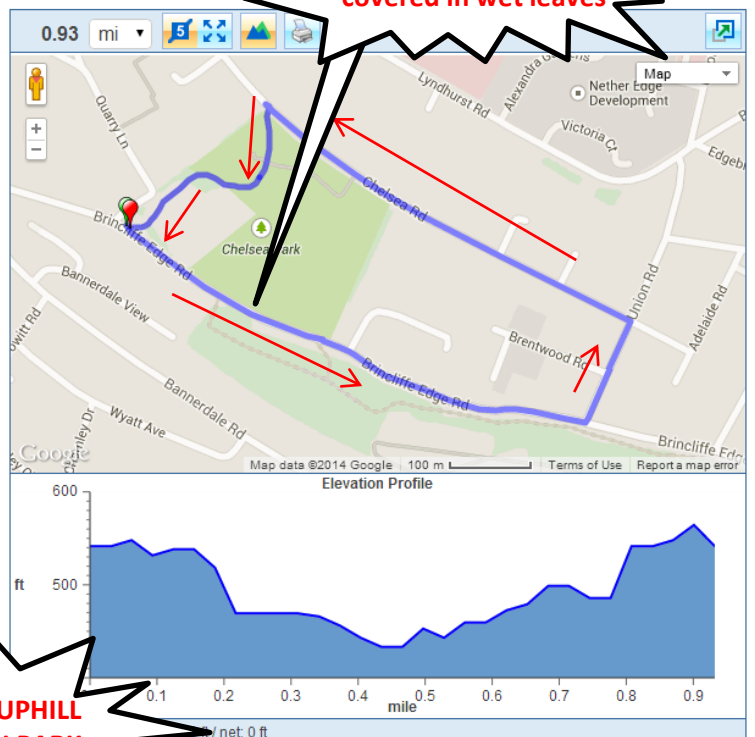 covered in wet leaves
0.93 mi 5
Map
Lyndhurst Rd
Nether Edge
Development
Victoria Ct
Quarry Ln
Chelsea Rd
Chelsea Park
Brincliffe Edge Rd
Bannerdale View
Union Rd
Adelaide Rd
Brentwood Rd
Brincliffe Edge Rd
Bannerdale Rd
Wyatt Ave
Brincliffe Edg
Google
Map data ©2014 Google 100 m Terms of Use Report a map error
Elevation Profile
600
ft 500
0.1 0.2 0.3 0.4 0.5 0.6 0.7 0.8 0.9
mile
UPHILL
/ net: 0 ft